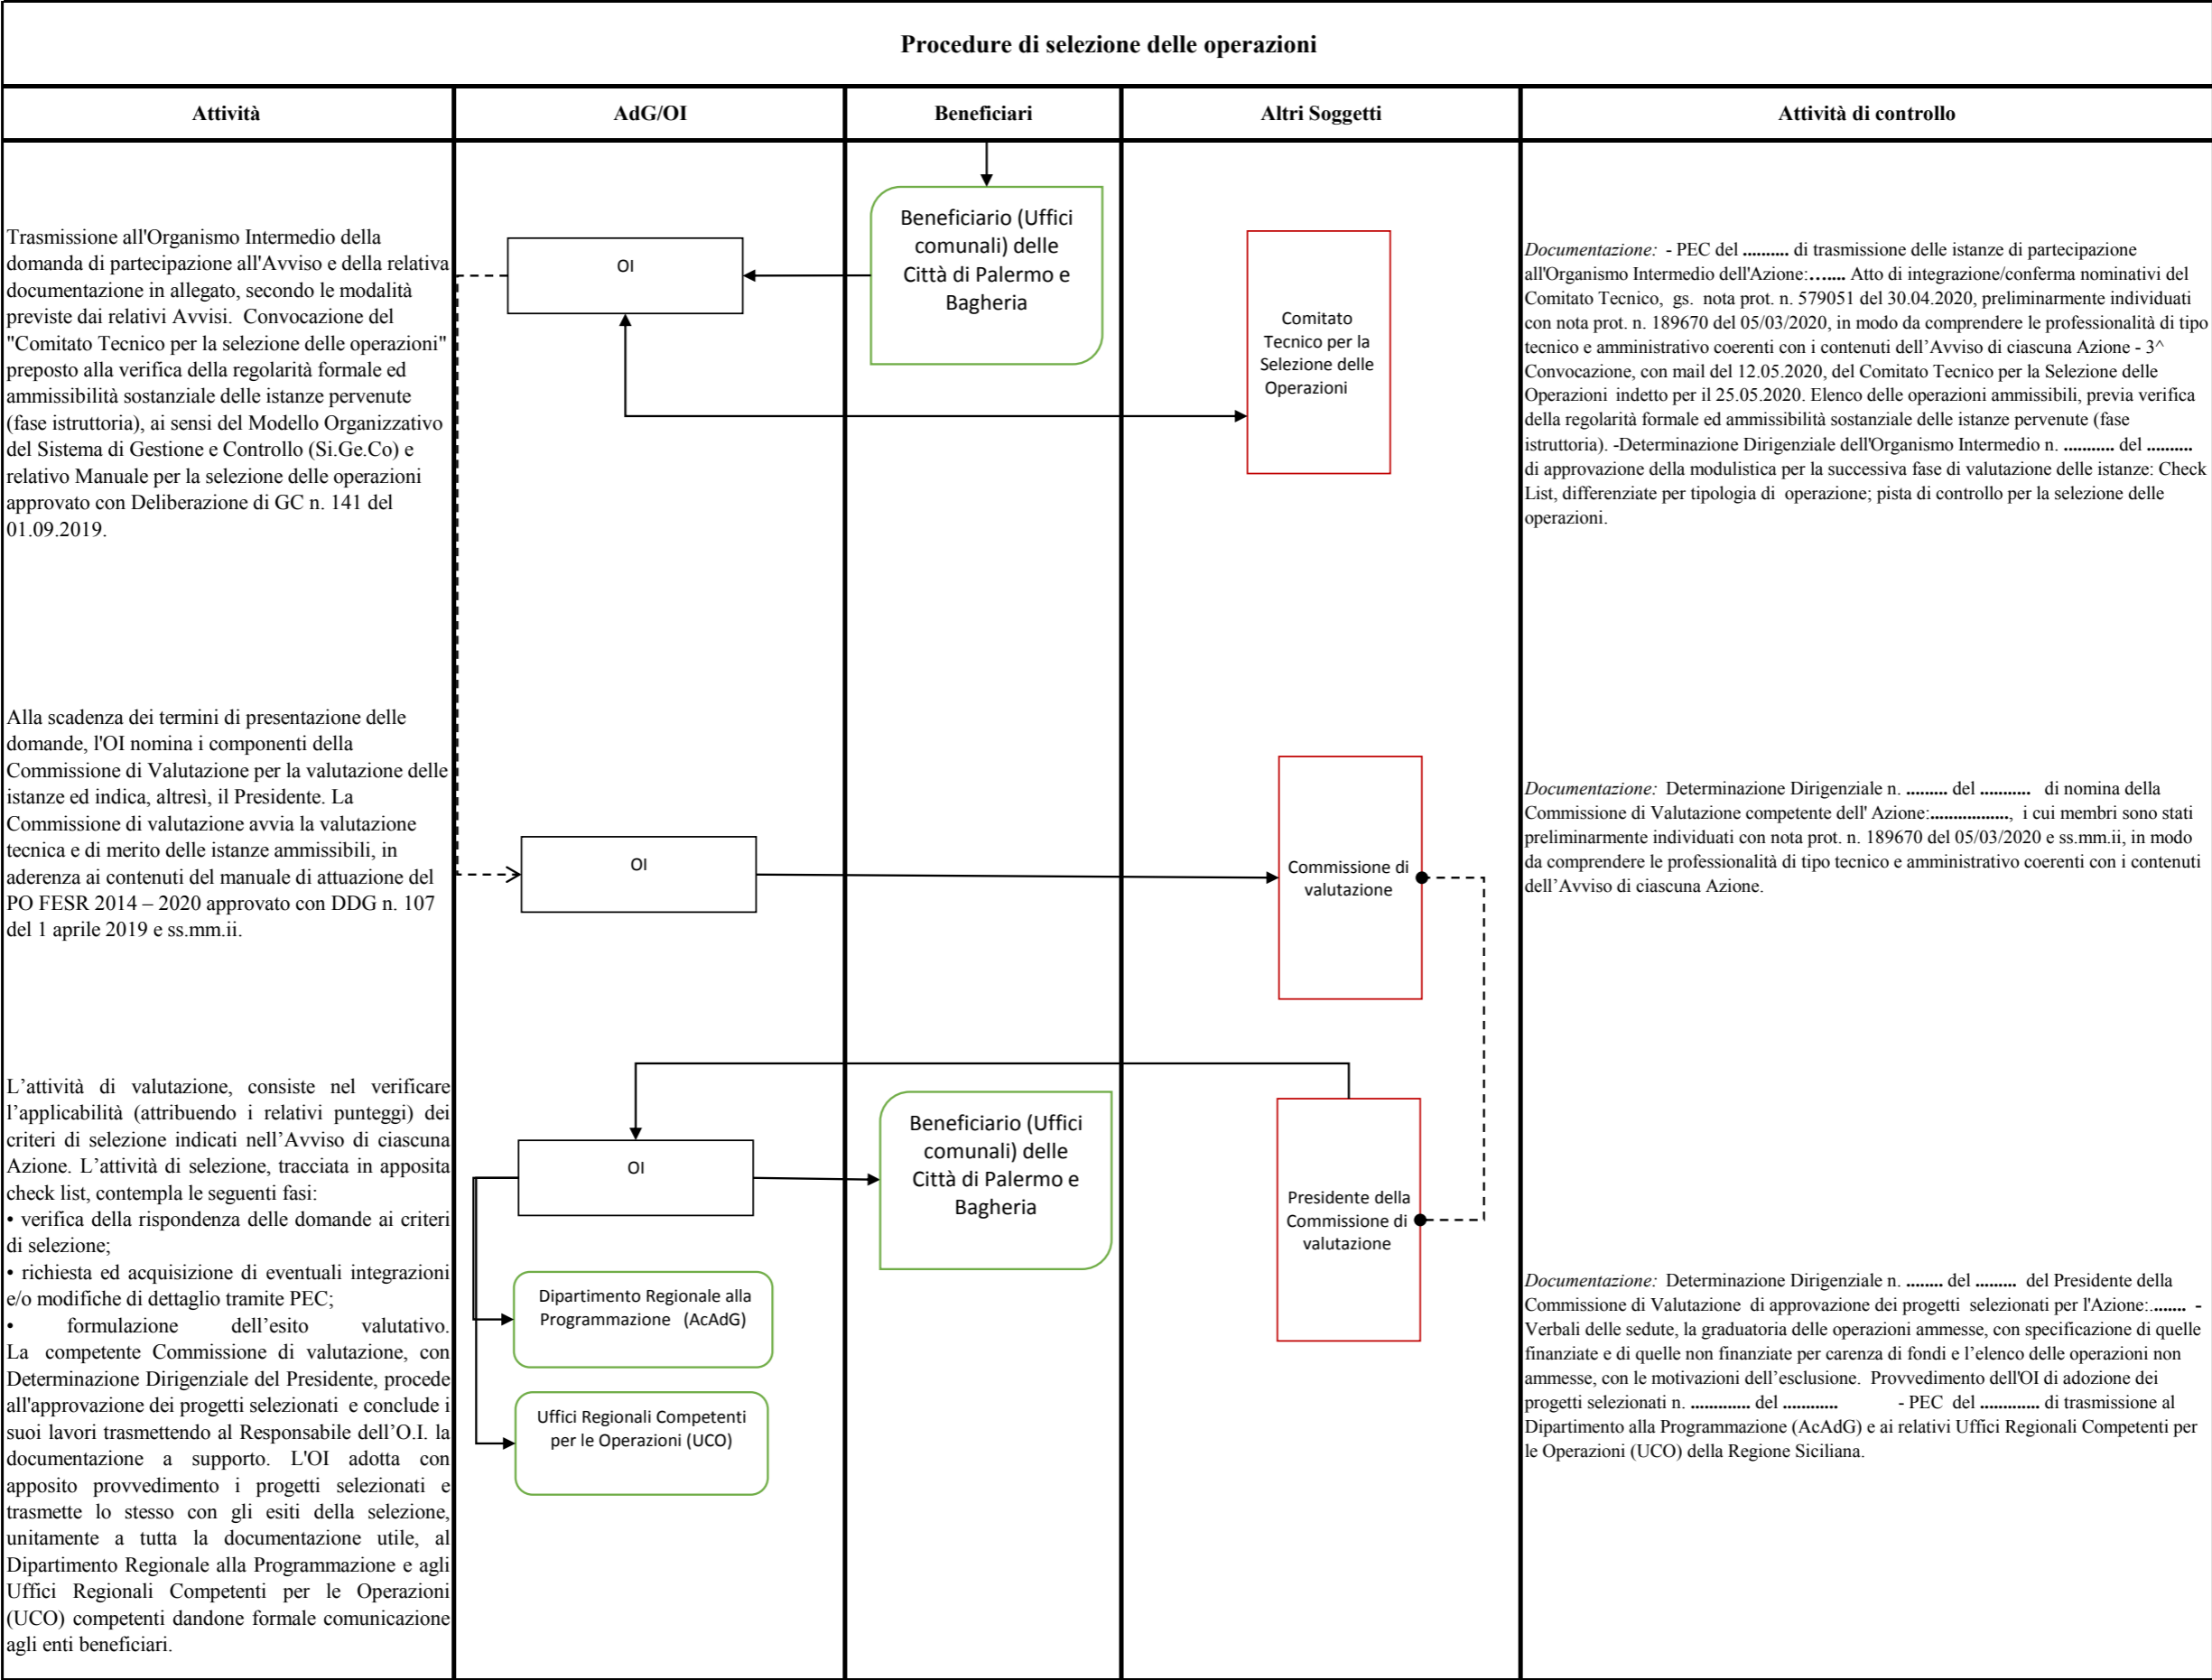 Procedure di selezione delle operazioni
Attività
AdG/OI
Beneficiari
Altri Soggetti
Attività di controllo
Trasmissione all'Organismo Intermedio della
domanda di partecipazione all'Avviso e della relativa
documentazione in allegato, secondo le modalità
previste dai relativi Avvisi. Convocazione del
"Comitato Tecnico per la selezione delle operazioni"
preposto alla verifica della regolarità formale ed
ammissibilità sostanziale delle istanze pervenute
(fase istruttoria), ai sensi del Modello Organizzativo
del Sistema di Gestione e Controllo (Si.Ge.Co) e
relativo Manuale per la selezione delle operazioni
approvato con Deliberazione di GC n. 141 del
01.09.2019.
OI
Beneficiario (Uffici
comunali) delle
Città di Palermo e
Bagheria
Comitato
Tecnico per la
Selezione delle
Operazioni
Documentazione: - PEC del .......... di trasmissione delle istanze di partecipazione
all'Organismo Intermedio dell'Azione:…..... Atto di integrazione/conferma nominativi del
Comitato Tecnico, gs. nota prot. n. 579051 del 30.04.2020, preliminarmente individuati
con nota prot. n. 189670 del 05/03/2020, in modo da comprendere le professionalità di tipo
tecnico e amministrativo coerenti con i contenuti dell’Avviso di ciascuna Azione - 3^
Convocazione, con mail del 12.05.2020, del Comitato Tecnico per la Selezione delle
Operazioni indetto per il 25.05.2020. Elenco delle operazioni ammissibili, previa verifica
della regolarità formale ed ammissibilità sostanziale delle istanze pervenute (fase
istruttoria). -Determinazione Dirigenziale dell'Organismo Intermedio n. ........... del ..........
di approvazione della modulistica per la successiva fase di valutazione delle istanze: Check
List, differenziate per tipologia di operazione; pista di controllo per la selezione delle
operazioni.
Alla scadenza dei termini di presentazione delle
domande, l'OI nomina i componenti della
Commissione di Valutazione per la valutazione delle
istanze ed indica, altresì, il Presidente. La
Commissione di valutazione avvia la valutazione
tecnica e di merito delle istanze ammissibili, in
aderenza ai contenuti del manuale di attuazione del
PO FESR 2014 – 2020 approvato con DDG n. 107
del 1 aprile 2019 e ss.mm.ii.
OI
Commissione di
valutazione
Documentazione: Determinazione Dirigenziale n. ......... del ........... di nomina della
Commissione di Valutazione competente dell' Azione:................., i cui membri sono stati
preliminarmente individuati con nota prot. n. 189670 del 05/03/2020 e ss.mm.ii, in modo
da comprendere le professionalità di tipo tecnico e amministrativo coerenti con i contenuti
dell’Avviso di ciascuna Azione.
L’attività di valutazione, consiste nel verificare
l’applicabilità (attribuendo i relativi punteggi) dei
criteri di selezione indicati nell’Avviso di ciascuna
Azione. L’attività di selezione, tracciata in apposita
check list, contempla le seguenti fasi:
• verifica della rispondenza delle domande ai criteri
di selezione;
• richiesta ed acquisizione di eventuali integrazioni
e/o modifiche di dettaglio tramite PEC;
• formulazione dell’esito valutativo.
La competente Commissione di valutazione, con
Determinazione Dirigenziale del Presidente, procede
all'approvazione dei progetti selezionati e conclude i
suoi lavori trasmettendo al Responsabile dell’O.I. la
documentazione a supporto. L'OI adotta con
apposito provvedimento i progetti selezionati e
trasmette lo stesso con gli esiti della selezione,
unitamente a tutta la documentazione utile, al
Dipartimento Regionale alla Programmazione e agli
Uffici Regionali Competenti per le Operazioni
(UCO) competenti dandone formale comunicazione
agli enti beneficiari.
OI
Dipartimento Regionale alla
Programmazione (AcAdG)
Uffici Regionali Competenti
per le Operazioni (UCO)
Beneficiario (Uffici
comunali) delle
Città di Palermo e
Bagheria
Presidente della
Commissione di
valutazione
Documentazione: Determinazione Dirigenziale n. ........ del ......... del Presidente della
Commissione di Valutazione di approvazione dei progetti selezionati per l'Azione:........ -
Verbali delle sedute, la graduatoria delle operazioni ammesse, con specificazione di quelle
finanziate e di quelle non finanziate per carenza di fondi e l’elenco delle operazioni non
ammesse, con le motivazioni dell’esclusione. Provvedimento dell'OI di adozione dei
progetti selezionati n. ............. del ............ - PEC del ............. di trasmissione al
Dipartimento alla Programmazione (AcAdG) e ai relativi Uffici Regionali Competenti per
le Operazioni (UCO) della Regione Siciliana.